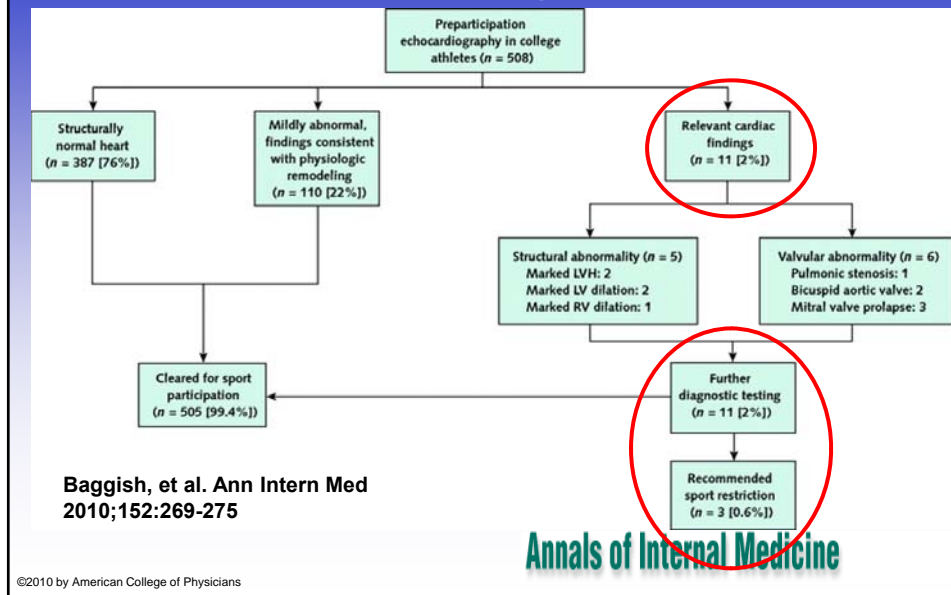 Preparticipation
echocardiography in college
athletes (n = 508)
Structurally
normal heart
(n = 387 [76%])
Mildly abnormal,
findings consistent
with physiologic
remodeling
(n = 110 [22%])
Relevant cardiac
findings
(n = 11 [2%])
Structural abnormality (n = 5)
Marked LVH: 2
Marked LV dilation: 2
Marked RV dilation: 1
Valvular abnormality (n = 6)
Pulmonic stenosis: 1
Bicuspid aortic valve: 2
Mitral valve prolapse: 3
Cleared for sport
participation
(n = 505 [99.4%])
Further
diagnostic testing
(n = 11 [2%])
Recommended
sport restriction
(n = 3 [0.6%])
Baggish, et al. Ann Intern Med
2010;152:269-275
Annals of Internal Medicine
©2010 by American College of Physicians